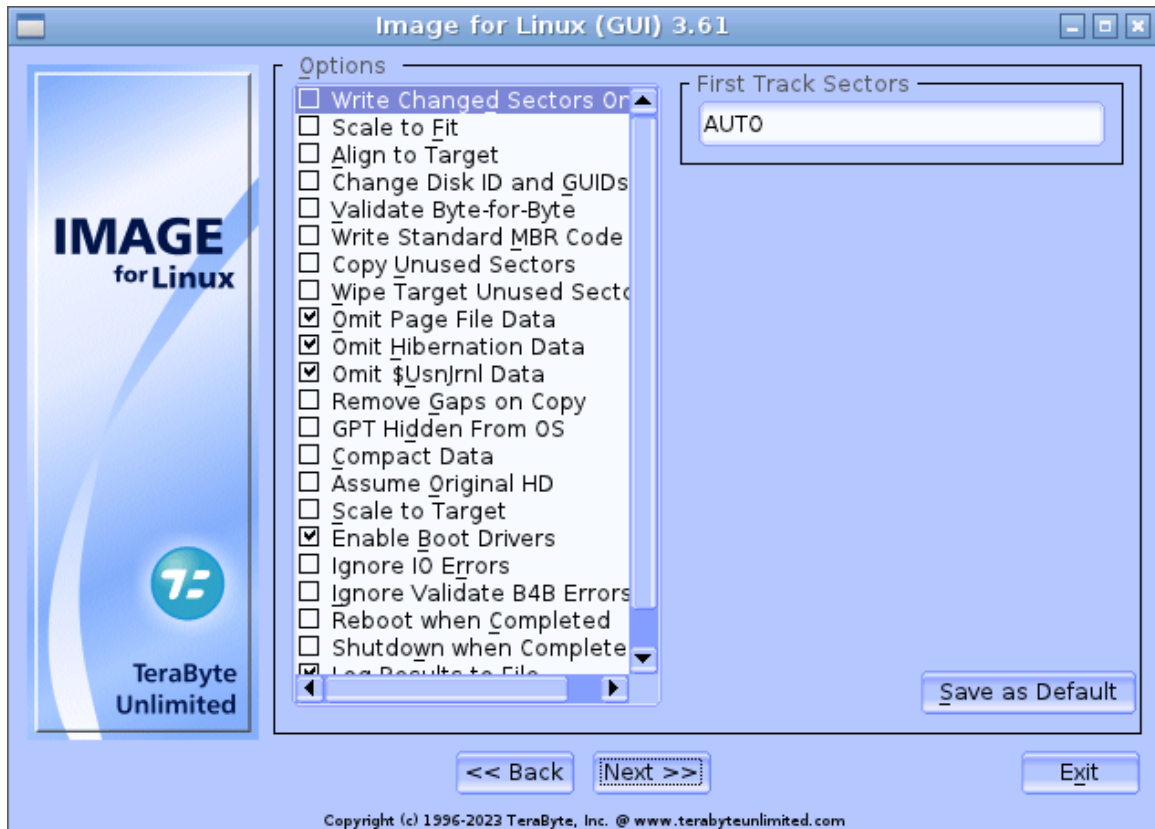 Image for Linux (GUI) 3.61
IMAGE
for Linux
TeraByte
Unlimited
Options
Write Changed Sectors On
Scale to Fit
Align to Target
Change Disk ID and GUIDs
Validate Byte-for-Byte
Write Standard MBR Code
Copy Unused Sectors
Wipe Target Unused Secto
Omit Page File Data
Omit Hibernation Data
Omit $UsnJrnl Data
Remove Gaps on Copy
GPT Hidden From OS
Compact Data
Assume Original HD
Scale to Target
Enable Boot Drivers
Ignore IO Errors
Ignore Validate B4B Errors
Reboot when Completed
Shutdown when Complete
Log Results to File
First Track Sectors
AUTO
Save as Default
<< Back
Next >>
Exit
Copyright (c) 1996-2023 TeraByte, Inc. @ www.terabyteunlimited.com